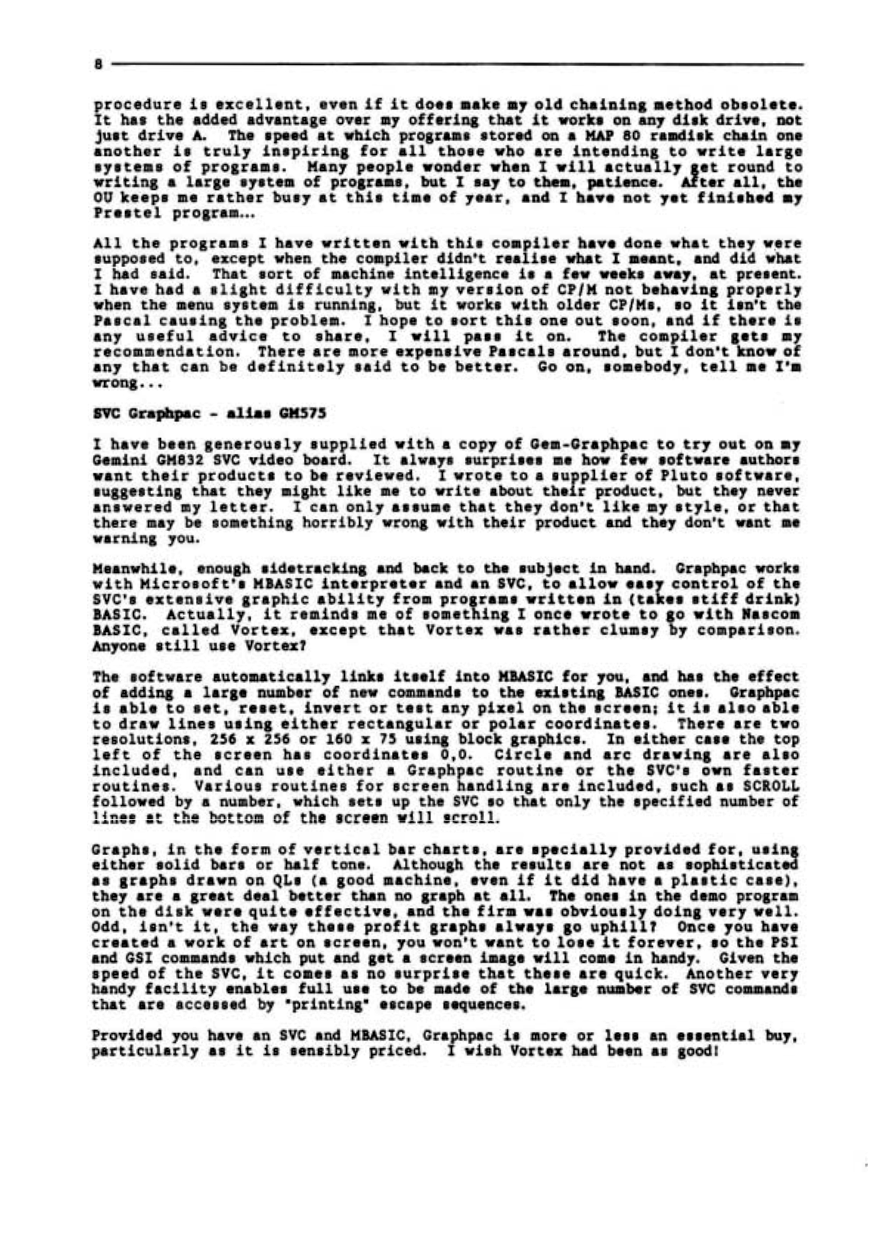 8
procedure is excellent, even if it does make my old chaining method obsolete.
It has the added advantage over my offering that it works on any disk drive, not
just drive A. The speed at which programs stored on a MAP 80 ramdisk chain one
another is truly inspiring for all those who are intending to write large
systems of programs. Many people wonder when I will actually get round to
writing a large system of programs, but I say to them, patience. After all, the
OU keeps me rather busy at this time of year, and I have not yet finished my
Prestel program...
All the programs I have written with this compiler have done what they were
supposed to, except when the compiler didn't realise what I meant, and did what
I had said. That sort of machine intelligence is a few weeks away, at present.
I have had a slight difficulty with my version of CP/M not behaving properly
when the menu system is running, but it works with older CP/Ms, so it isn't the
Pascal causing the problem. I hope to sort this one out soon, and if there is
any useful advice to share, I will pass it on. The compiler gets my
recommendation. There are more expensive Pascals around, but I don't know of
any that can be definitely said to be better. Go on, somebody, tell me I'm
wrong...
SVC Graphpac - alias GM575
I have been generously supplied with a copy of Gem-Graphpac to try out on my
Gemini GM832 SVC video board. It always surprises me how few software authors
want their products to be reviewed. I wrote to a supplier of Pluto software,
suggesting that they might like me to write about their product, but they never
answered my letter. I can only assume that they don't like my style, or that
there may be something horribly wrong with their product and they don't want me
warning you.
Meanwhile, enough sidetracking and back to the subject in hand. Graphpac works
with Microsoft's MBASIC interpreter and an SVC, to allow easy control of the
SVC's extensive graphic ability from programs written in (takes stiff drink)
BASIC. Actually, it reminds me of something I once wrote to go with Nascom
BASIC, called Vortex, except that Vortex was rather clumsy by comparison.
Anyone still use Vortex?
The software automatically links itself into MBASIC for you, and has the effect
of adding a large number of new commands to the existing BASIC ones. Graphpac
is able to set, reset, invert or test any pixel on the screen; it is also able
to draw lines using either rectangular or polar coordinates. There are two
resolutions, 256 x 256 or 160 x 75 using block graphics. In either case the top
left of the screen has coordinates 0,0. Circle and arc drawing are also
included, and can use either a Graphpac routine or the SVC's own faster
routines. Various routines for screen handling are included, such as SCROLL
followed by a number, which sets up the SVC so that only the specified number of
lines at the bottom of the screen will scroll.
Graphs, in the form of vertical bar charts, are specially provided for, using
either solid bars or half tone. Although the results are not as sophisticated
as graphs drawn on QLs (a good machine, even if it did have a plastic case),
they are a great deal better than no graph at all. The ones in the demo program
on the disk were quite effective, and the firm was obviously doing very well.
Odd, isn't it, the way these profit graphs always go uphill? Once you have
created a work of art on screen, you won't want to lose it forever, so the PSI
and GSI commands which put and get a screen image will come in handy. Given the
speed of the SVC, it comes as no surprise that these are quick. Another very
handy facility enables full use to be made of the large number of SVC commands
that are accessed by "printing" escape sequences.
Provided you have an SVC and MBASIC, Graphpac is more or less an essential buy,
particularly as it is sensibly priced. I wish Vortex had been as good!